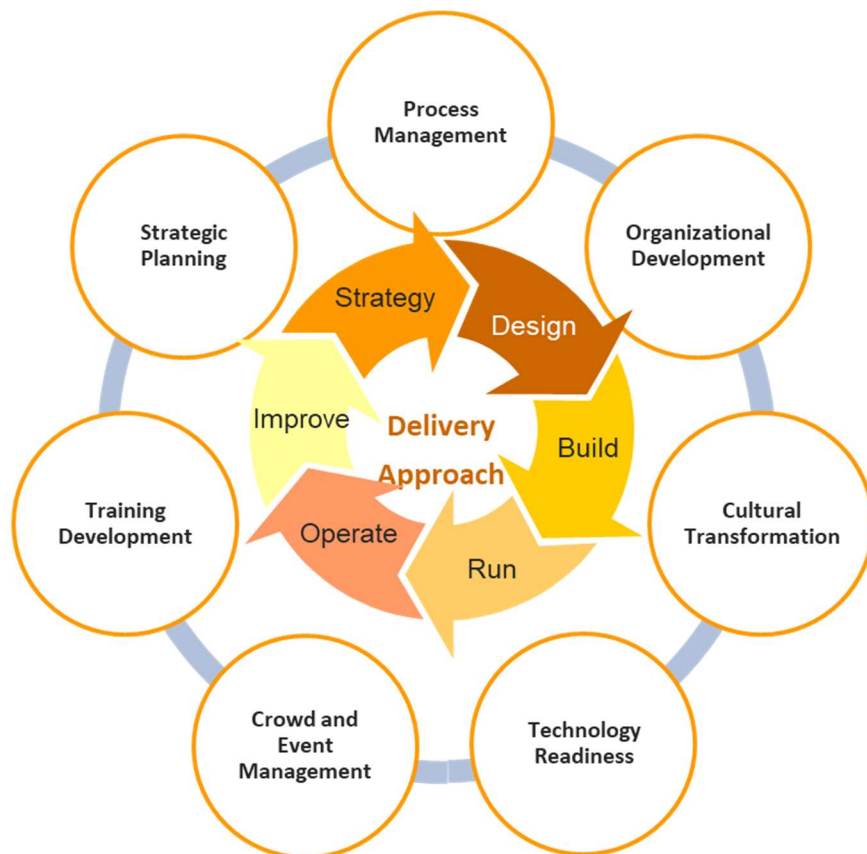 Process
Management
Organizational
Development
Cultural
Transformation
Technology
Readiness
Crowd and
Event
Management
Training
Development
Strategic
Planning
Strategy
Design
Build
Run
Operate
Improve
Delivery
Approach